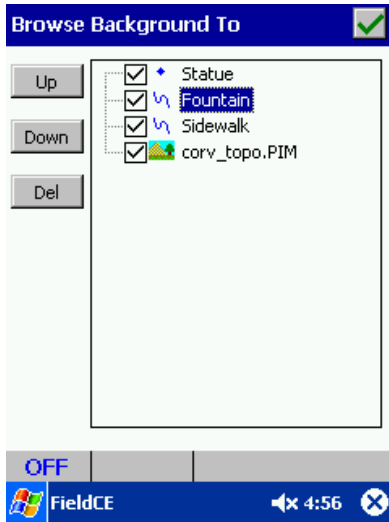 Browse Background To
Up
Down
Del
Statue
Fountain
Sidewalk
corv_topo.PIM
OFF
FieldCE
4:56